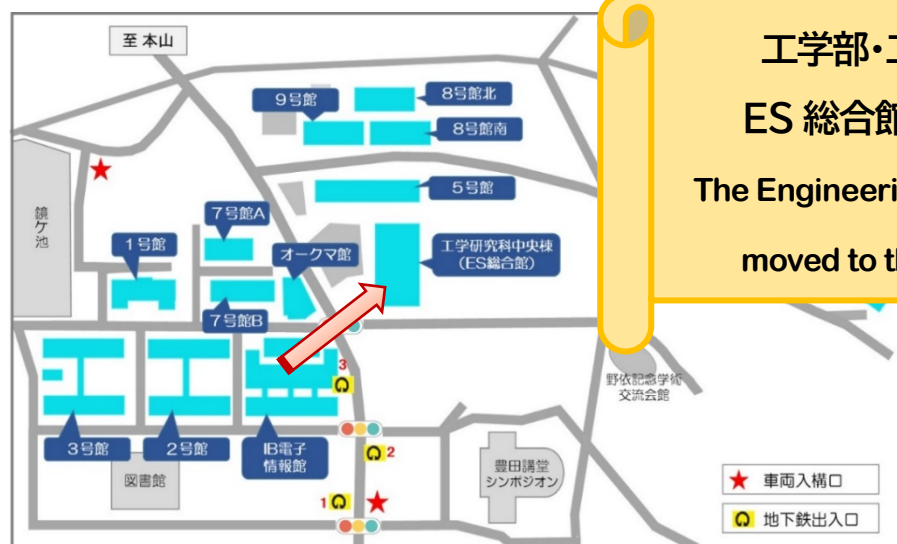 至 本山
9号館
8号館北
8号館南
5号館
鏡ケ池
7号館A
1号館
オークマ館
工学研究科中央棟
(ES総合館)
7号館B
3
3号館
2号館
IB電子
情報館
2
図書館
1
豊田講堂
シンポジオン
野依記念学術
交流会館
車両入構口
地下鉄出入口
工学部・
ES 総合館
The Engineeri
moved to